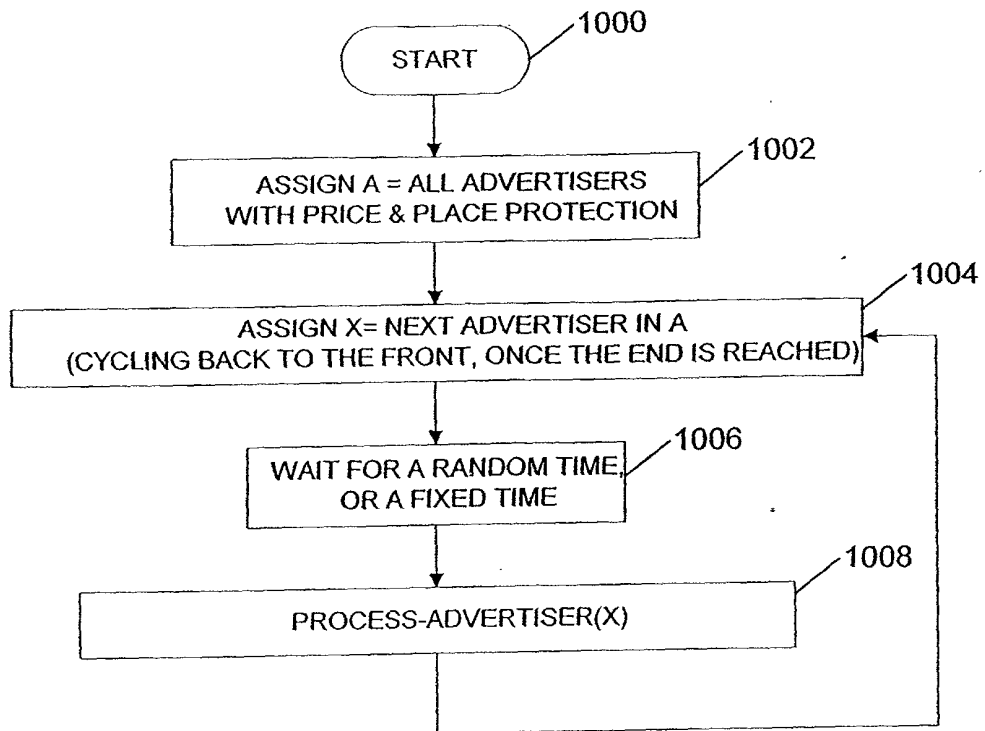 1000
START
1002
ASSIGN A = ALL ADVERTISERS
WITH PRICE & PLACE PROTECTION
1004
ASSIGN X= NEXT ADVERTISER IN A
(CYCLING BACK TO THE FRONT, ONCE THE END IS REACHED)
1006
WAIT FOR A RANDOM TIME,
OR A FIXED TIME
1008
PROCESS-ADVERTISER(X)